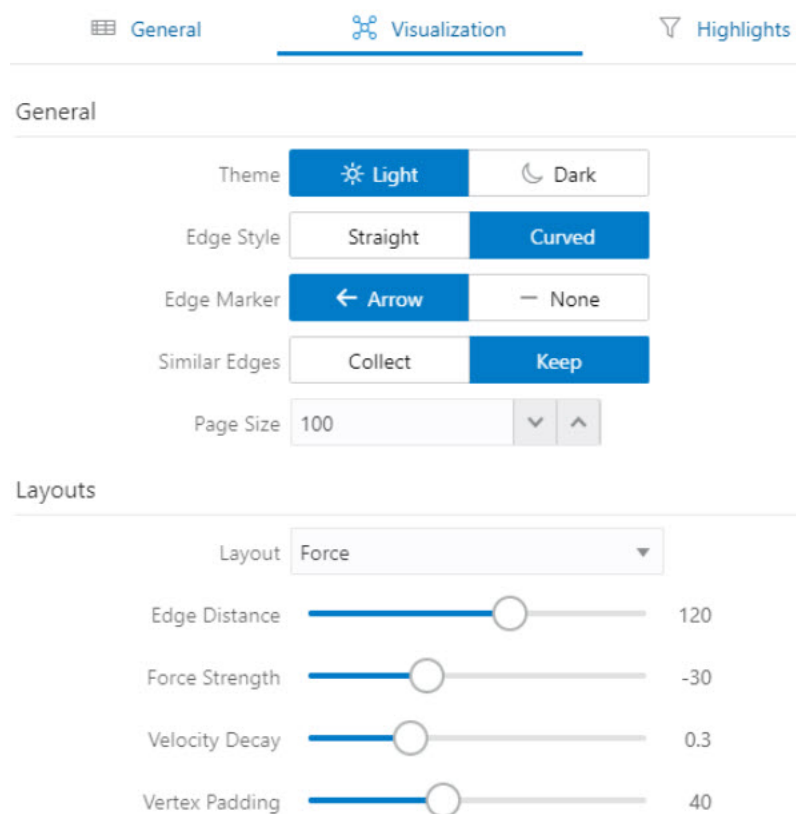 General Visualization Highlights
General
Theme Light Dark
Edge Style Straight Curved
Edge Marker Arrow None
Similar Edges Collect Keep
Page Size 100
Layouts
Layout Force
Edge Distance 120
Force Strength -30
Velocity Decay 0.3
Vertex Padding 40